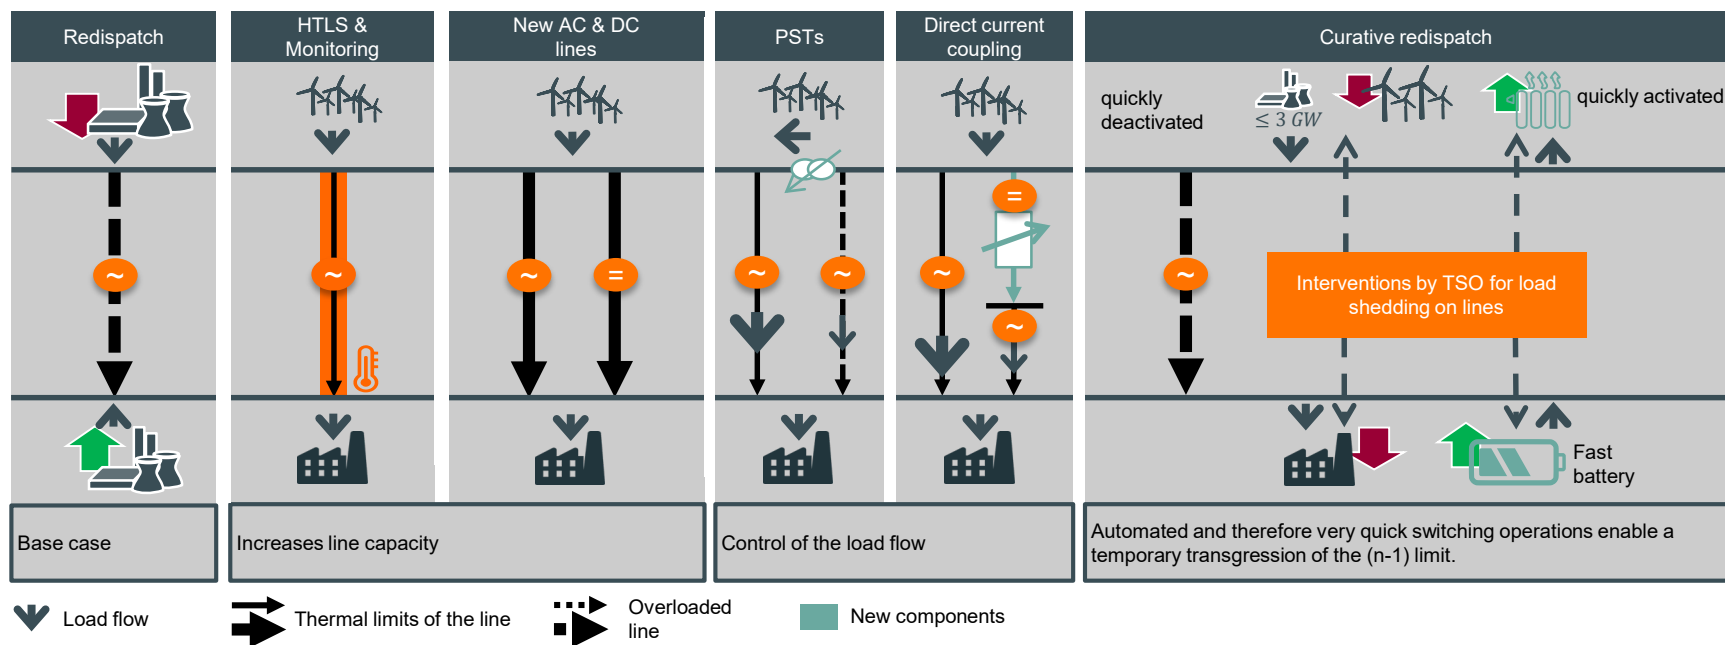 Redispatch
HTLS &
Monitoring
New AC & DC
lines
PSTs
Direct current
coupling
Curative redispatch
quickly
deactivated
≤ 3 GW
quickly activated
~
~
~
=
~
~
~
=
~
~
Interventions by TSO for load
shedding on lines
Fast
battery
Base case
Increases line capacity
Control of the load flow
Automated and therefore very quick switching operations enable a
temporary transgression of the (n-1) limit.
Load flow
Thermal limits of the line
Overloaded
line
New components